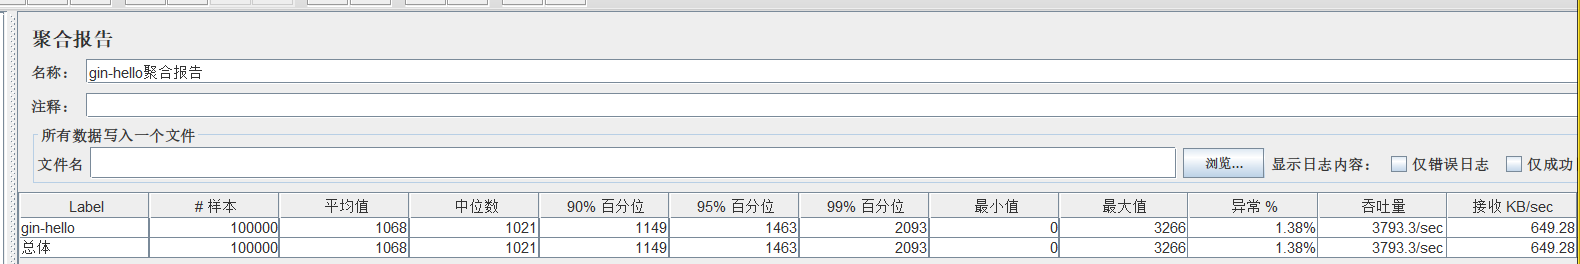 聚合报告
名称： gin-hello聚合报告
注释：
所有数据写入一个文件
文件名 浏览... 显示日志内容： 仅错误日志 仅成功
Label # 样本 平均值 中位数 90% 百分位 95% 百分位 99% 百分位 最小值 最大值 异常 % 吞吐量 接收 KB/sec
gin-hello 100000 1068 1021 1149 1463 2093 0 3266 1.38% 3793.3/sec 649.28
总体 100000 1068 1021 1149 1463 2093 0 3266 1.38% 3793.3/sec 649.28